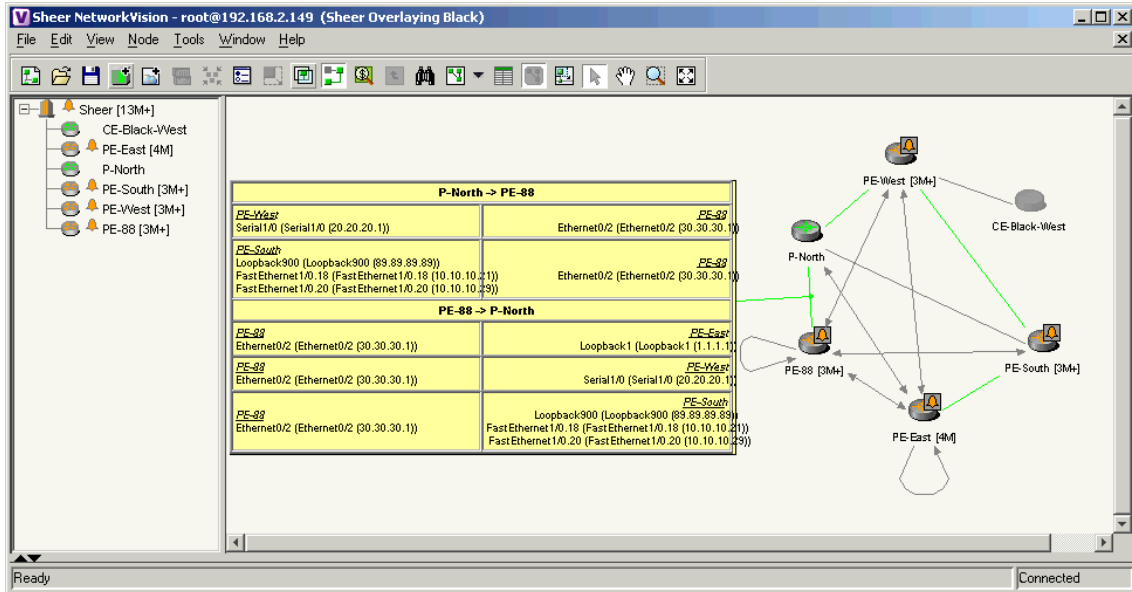 Sheer NetworkVision - root@192.168.2.149 (Sheer Overlaying Black)
File Edit View Node Tools Window Help
Sheer [13M+]
CE-Black-West
PE-East [4M]
P-North
PE-South [3M+]
PE-West [3M+]
PE-88 [3M+]
P-North -> PE-88
PE-West
Serial1/0 (Serial1/0 (20.20.20.1))
PE-88
Ethernet0/2 (Ethernet0/2 (30.30.30.1))
PE-South
Loopback900 (Loopback900 (89.89.89.89))
FastEthernet1/0.18 (FastEthernet1/0.18 (10.10.10.21))
FastEthernet1/0.20 (FastEthernet1/0.20 (10.10.10.29))
PE-88
Ethernet0/2 (Ethernet0/2 (30.30.30.1))
PE-88 -> P-North
PE-88
Ethernet0/2 (Ethernet0/2 (30.30.30.1))
PE-East
Loopback1 (Loopback1 (1.1.1.1))
PE-88
Ethernet0/2 (Ethernet0/2 (30.30.30.1))
PE-West
Serial1/0 (Serial1/0 (20.20.20.1))
PE-88
Ethernet0/2 (Ethernet0/2 (30.30.30.1))
PE-South
Loopback900 (Loopback900 (89.89.89.89))
FastEthernet1/0.18 (FastEthernet1/0.18 (10.10.10.21))
FastEthernet1/0.20 (FastEthernet1/0.20 (10.10.10.29))
PE-West [3M+]
CE-Black-West
P-North
PE-88 [3M+]
PE-South [3M+]
PE-East [4M]
Ready
Connected